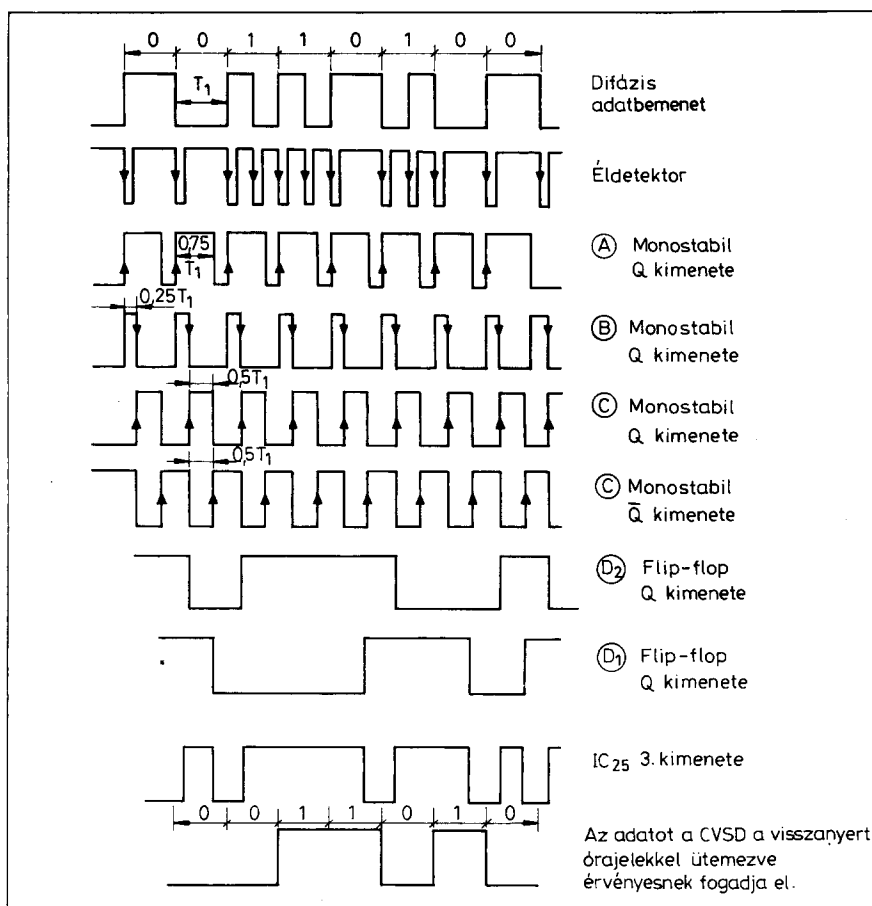 0 0 1 1 0 1 0 0
T1
Difázis
adatbemenet
Éldetektor
0,75
T1
A Monostabil
Q kimenete
0,25T1
B Monostabil
Q kimenete
0,5T1
C Monostabil
Q kimenete
0,5T1
C Monostabil
Q̅ kimenete
D2 Flip-flop
Q kimenete
D1 Flip-flop
Q kimenete
IC25 3. kimenete
0 0 1 1 0 1 0
Az adatot a CVSD a visszanyert
órajelekkel ütemezve
érvényesnek fogadja el.